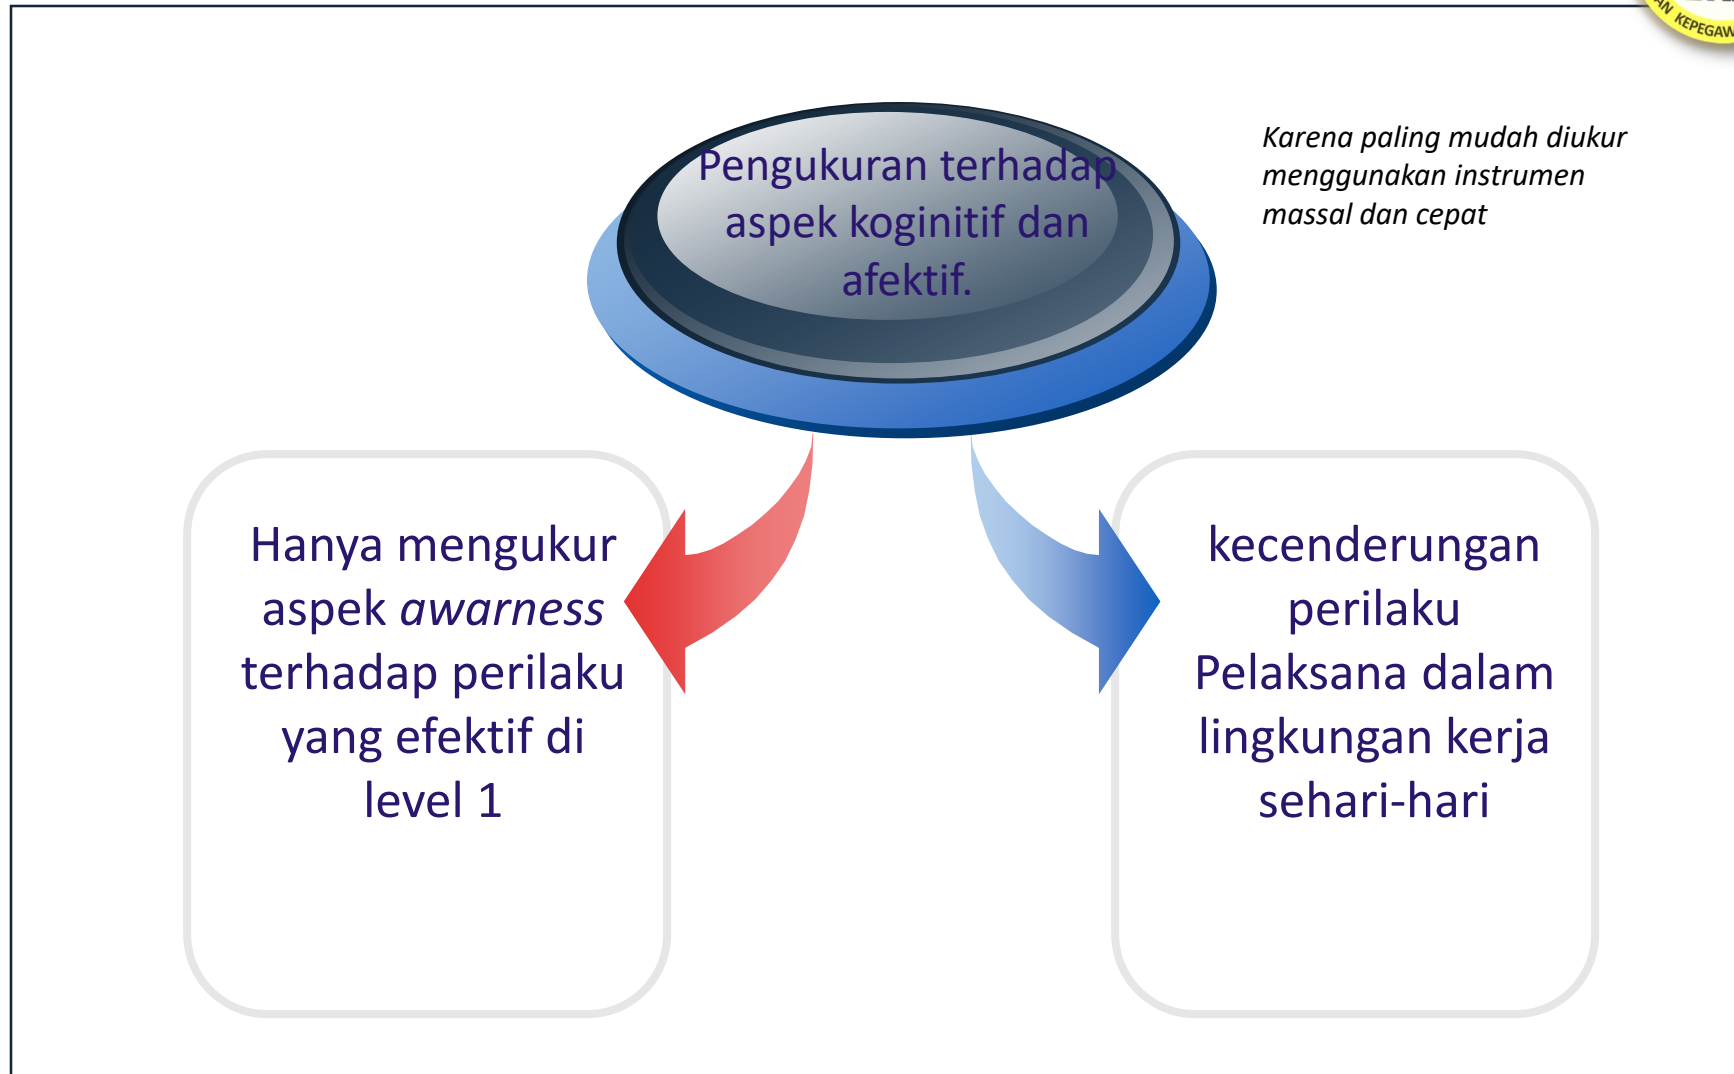 KEPEGAW
Pengukuran terhadap
aspek koginitif dan
afektif.
Karena paling mudah diukur
menggunakan instrumen
massal dan cepat
Hanya mengukur
aspek awarness
terhadap perilaku
yang efektif di
level 1
kecenderungan
perilaku
Pelaksana dalam
lingkungan kerja
sehari-hari